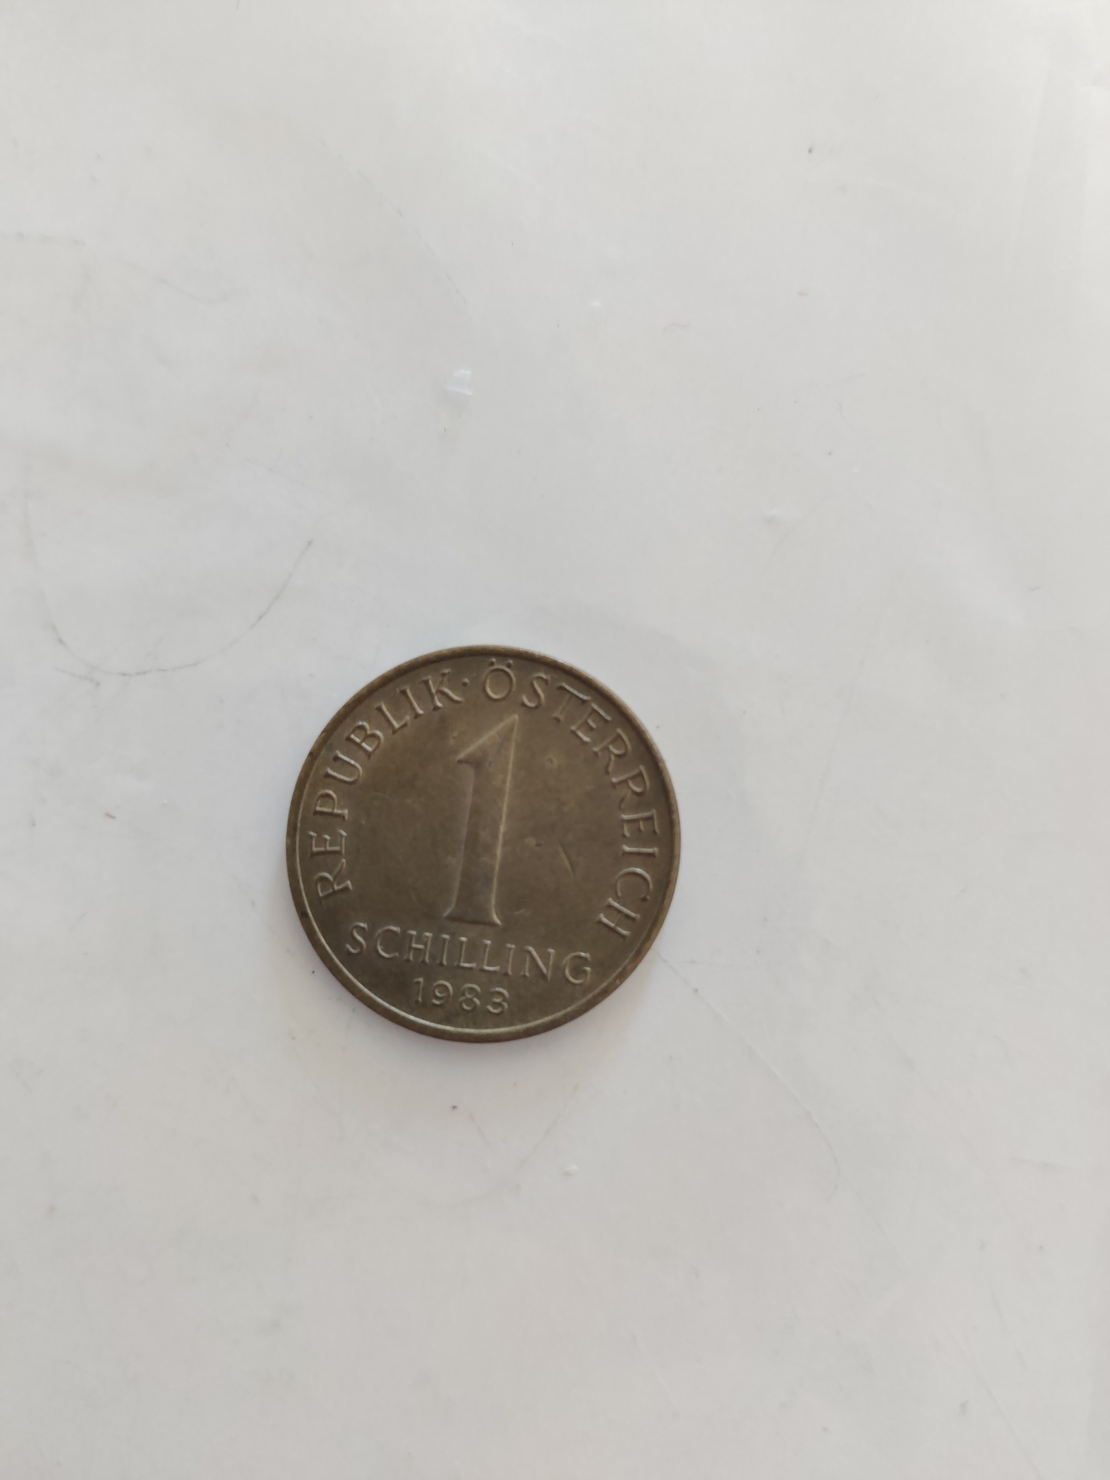 REPUBLIK·ÖSTERREICH
1
SCHILLING
1983